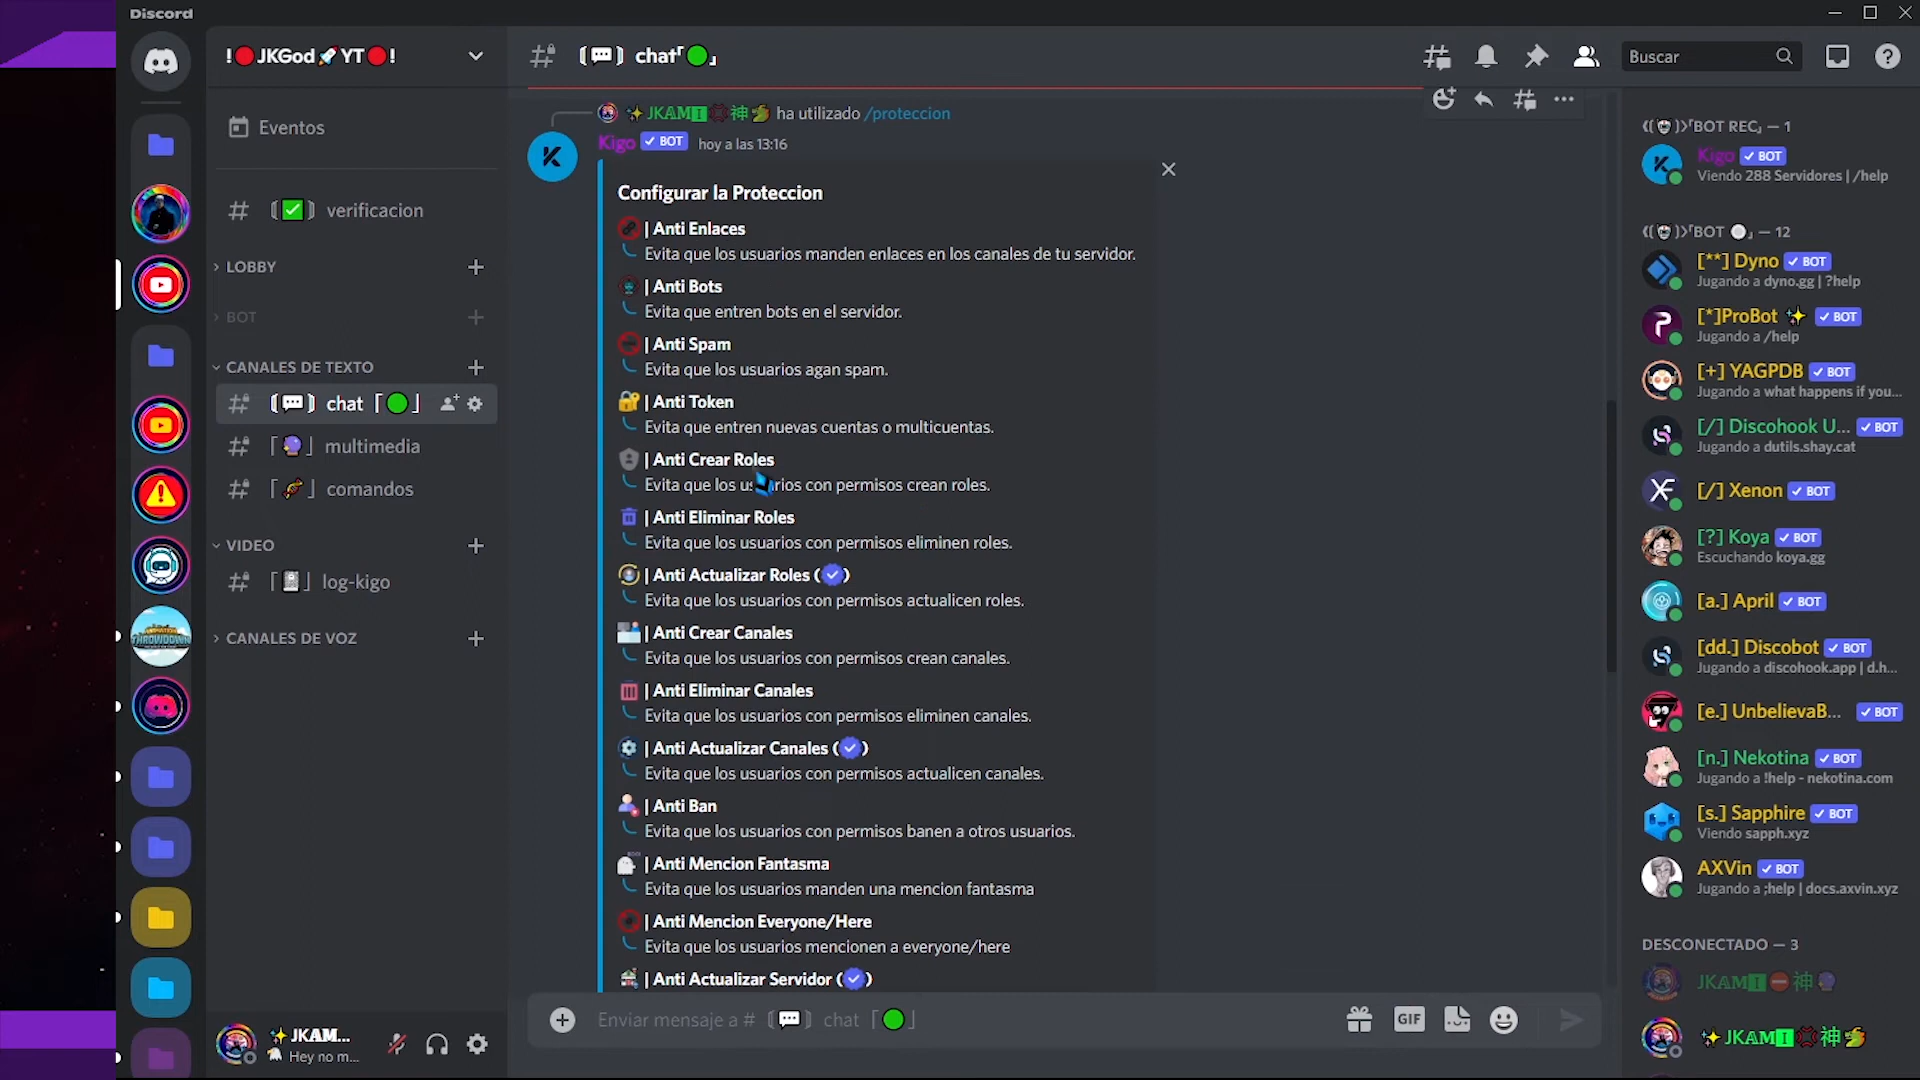 Discord
! JKGod YT !
Eventos
verificacion
LOBBY
BOT
CANALES DE TEXTO
chat
multimedia
comandos
VIDEO
log-kigo
CANALES DE VOZ
JKAM...
Hey no m...
chat
Buscar
JKAMI 神 ha utilizado /proteccion
Kigo BOT hoy a las 13:16
Configurar la Proteccion
| Anti Enlaces
Evita que los usuarios manden enlaces en los canales de tu servidor.
| Anti Bots
Evita que entren bots en el servidor.
| Anti Spam
Evita que los usuarios agan spam.
| Anti Token
Evita que entren nuevas cuentas o multicuentas.
| Anti Crear Roles
Evita que los usuarios con permisos crean roles.
| Anti Eliminar Roles
Evita que los usuarios con permisos eliminen roles.
| Anti Actualizar Roles ( )
Evita que los usuarios con permisos actualicen roles.
| Anti Crear Canales
Evita que los usuarios con permisos crean canales.
| Anti Eliminar Canales
Evita que los usuarios con permisos eliminen canales.
| Anti Actualizar Canales ( )
Evita que los usuarios con permisos actualicen canales.
| Anti Ban
Evita que los usuarios con permisos banen a otros usuarios.
| Anti Mencion Fantasma
Evita que los usuarios manden una mencion fantasma
| Anti Mencion Everyone/Here
Evita que los usuarios mencionen a everyone/here
| Anti Actualizar Servidor ( )
Enviar mensaje a # chat
GIF
BOT REC — 1
Kigo BOT
Viendo 288 Servidores | /help
BOT — 12
[**] Dyno BOT
Jugando a dyno.gg | ?help
[*]ProBot ✨ BOT
Jugando a /help
[+] YAGPDB BOT
Jugando a what happens if you...
[/] Discohook U... BOT
Jugando a dutils.shay.cat
[/] Xenon BOT
[?] Koya BOT
Escuchando koya.gg
[a.] April BOT
[dd.] Discobot BOT
Jugando a discohook.app | d.h...
[e.] UnbelievaB... BOT
[n.] Nekotina BOT
Jugando a !help - nekotina.com
[s.] Sapphire BOT
Viendo sapph.xyz
AXVin BOT
Jugando a ;help | docs.axvin.xyz
DESCONECTADO — 3
JKAMI 神
JKAMI 神